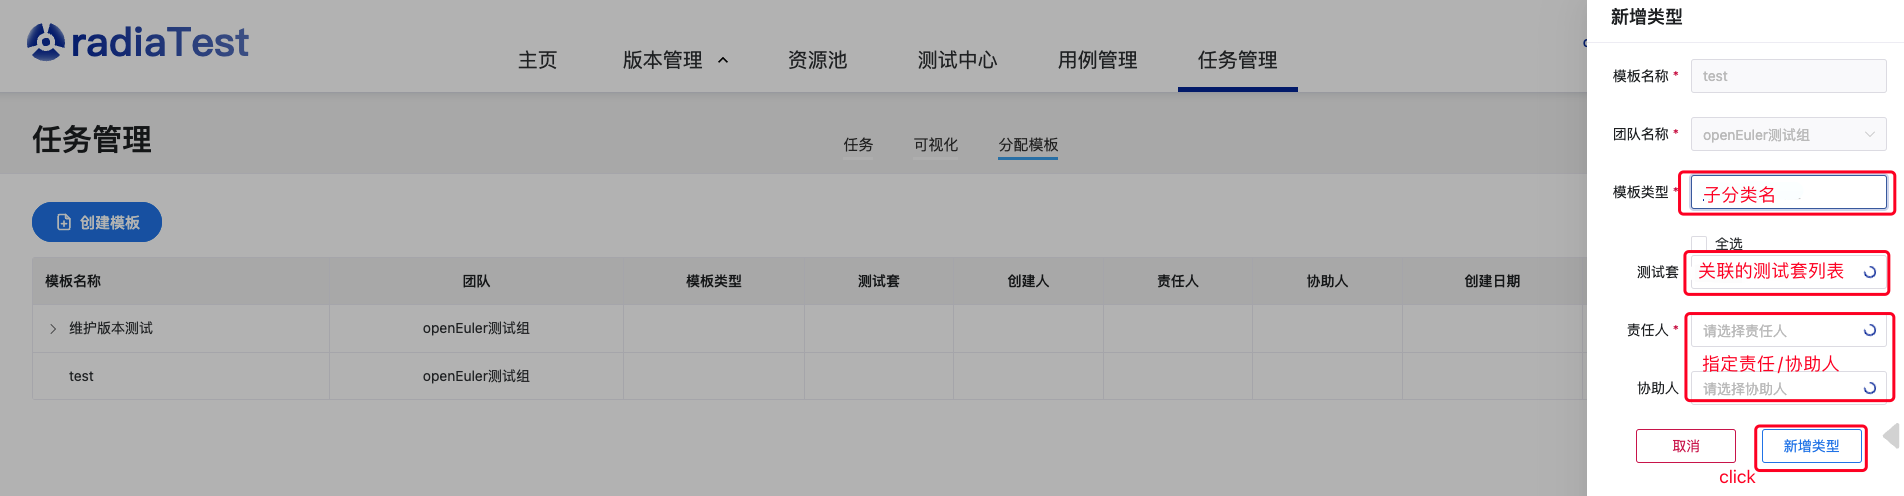 radiaTest
主页 版本管理 资源池 测试中心 用例管理 任务管理
任务管理
任务 可视化 分配模板
创建模板
模板名称 团队 模板类型 测试套 创建人 责任人 协助人 创建日期
维护版本测试 openEuler测试组
test openEuler测试组
新增类型
模板名称 * test
团队名称 * openEuler测试组
模板类型 * 子分类名
全选
测试套 关联的测试套列表
责任人 * 请选择责任人
指定责任/协助人
协助人 请选择协助人
取消 新增类型
click